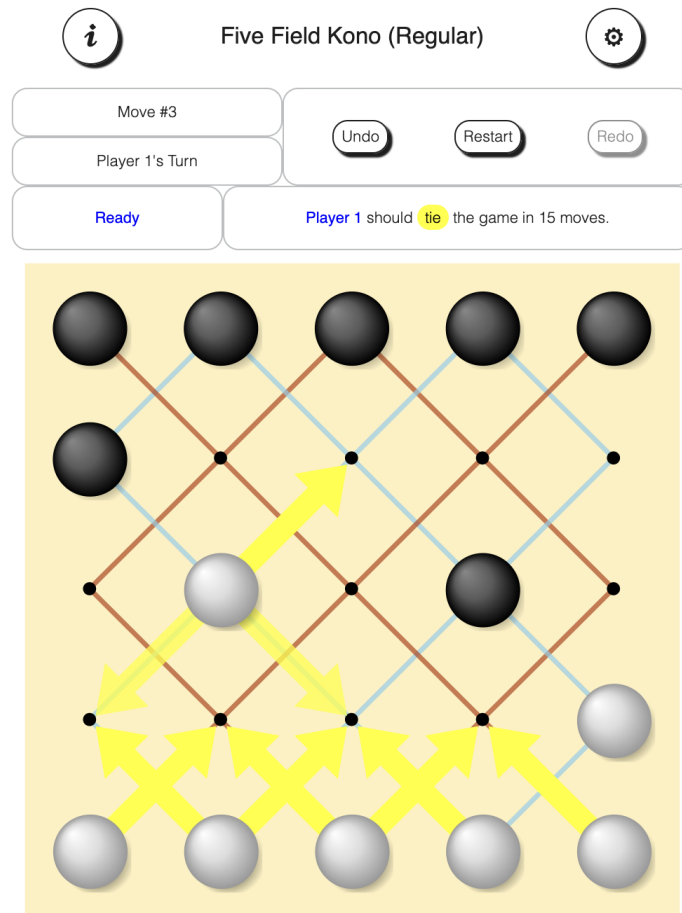 i
Five Field Kono (Regular)
Move #3
Undo
Restart
Redo
Player 1's Turn
Ready
Player 1 should tie the game in 15 moves.